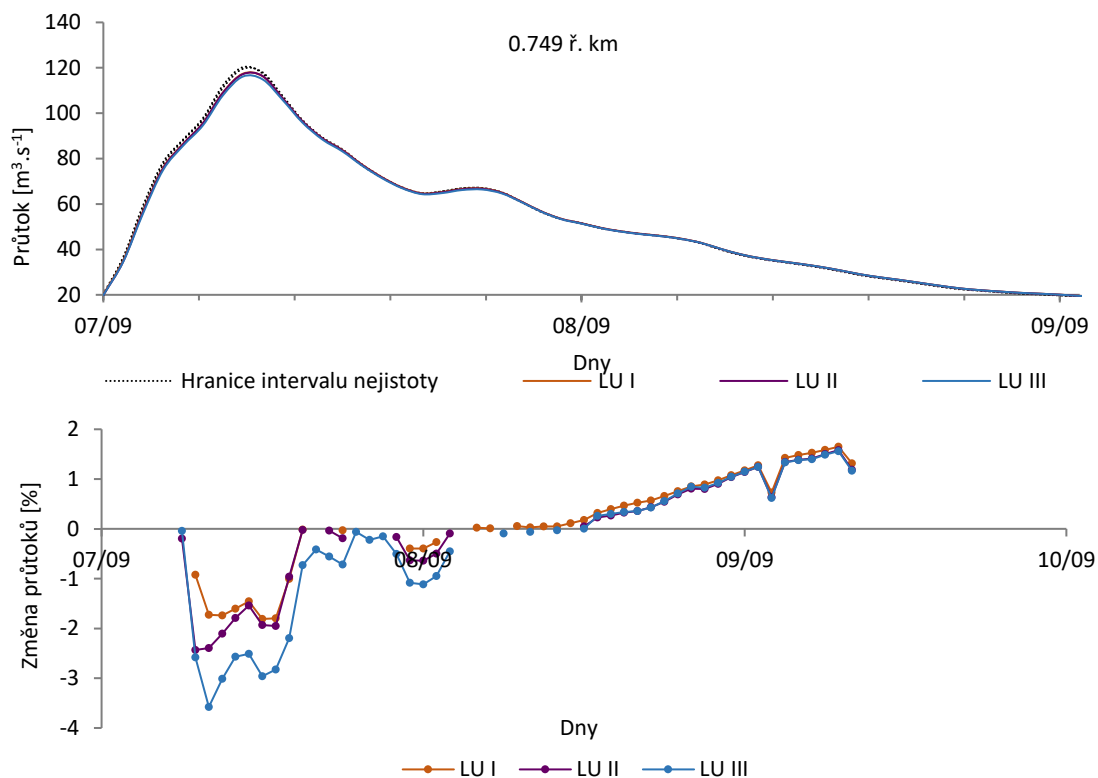 140
0.749 ř. km
120
100
80
60
40
20
Průtok [m³.s⁻¹]
07/09 08/09 09/09
Dny
Hranice intervalu nejistoty LU I LU II LU III
2
1
0
-1
-2
-3
-4
Změna průtoků [%]
07/09 08/09 09/09 10/09
Dny
LU I LU II LU III